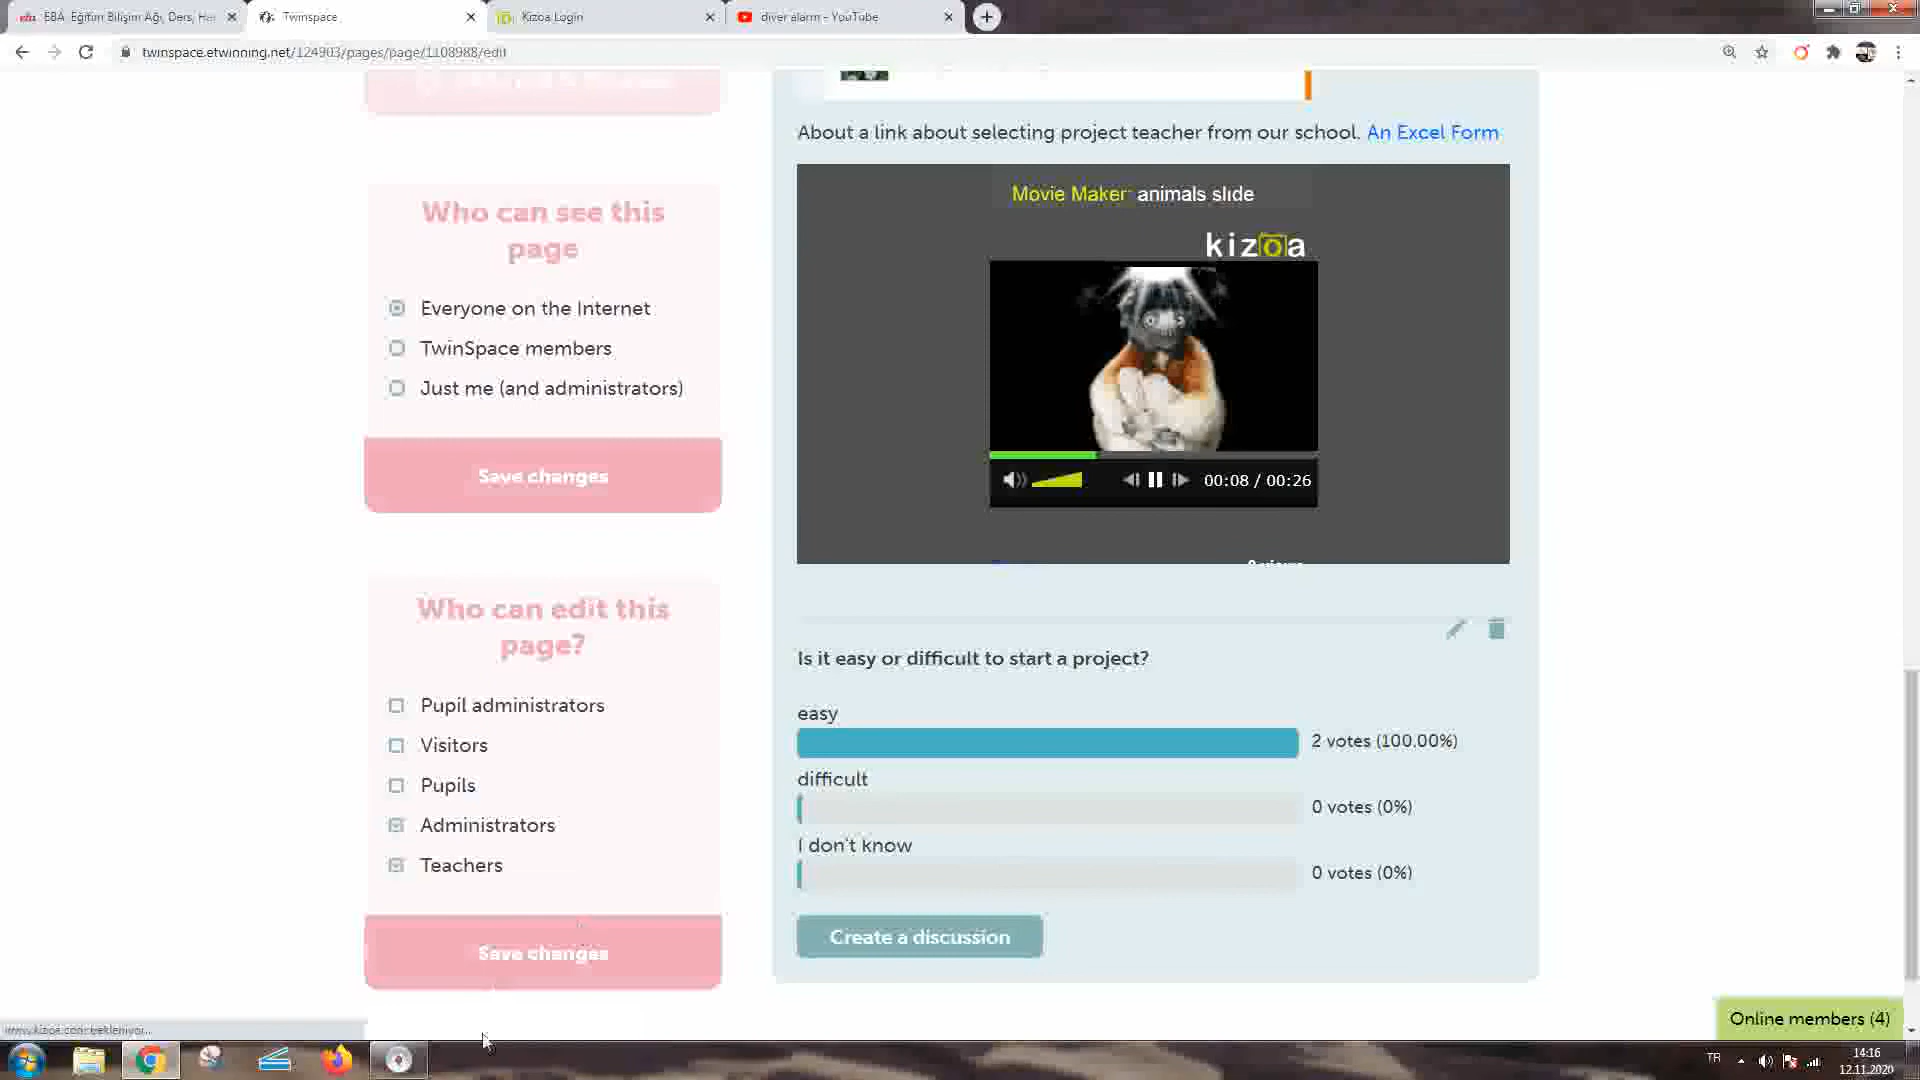 EBA Eğitim Bilişim Ağı, Ders, Ha
Twinspace
Kizoa Login
diver alarm - YouTube
twinspace.etwinning.net/124903/pages/page/1108988/edit
About a link about selecting project teacher from our school. An Excel Form
Who can see this
page
Everyone on the Internet
TwinSpace members
Just me (and administrators)
Save changes
Movie Maker: animals slide
kizoa
00:08 / 00:26
Who can edit this
page?
Pupil administrators
Visitors
Pupils
Administrators
Teachers
Save changes
Is it easy or difficult to start a project?
easy
2 votes (100.00%)
difficult
0 votes (0%)
I don't know
0 votes (0%)
Create a discussion
Online members (4)
www.kizoa.com bekleniyor...
TR
14:16
12.11.2020